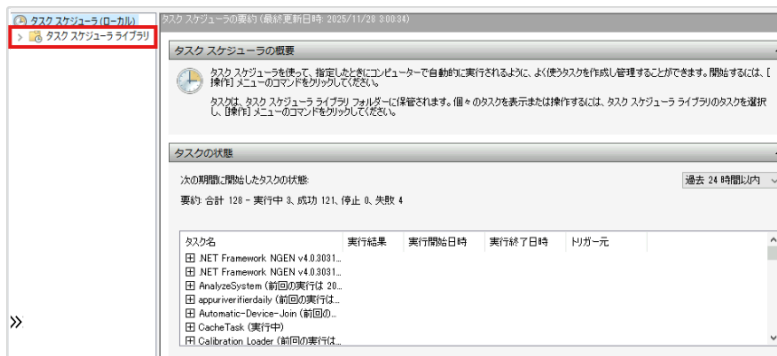 タスク スケジューラ (ローカル)
タスク スケジューラ ライブラリ
タスク スケジューラの要約 (最終更新日時: 2025/11/28 3:00:34)
タスク スケジューラの概要
タスク スケジューラを使って、指定したときにコンピューターで自動的に実行されるように、よく使うタスクを作成し管理することができます。開始するには、[
操作] メニューのコマンドをクリックしてください。
タスクは、タスク スケジューラ ライブラリ フォルダーに保管されます。個々のタスクを表示または操作するには、タスク スケジューラ ライブラリのタスクを選択
し、[操作] メニューのコマンドをクリックしてください。
タスクの状態
次の期間に開始したタスクの状態:
過去 24 時間以内
要約: 合計 128 - 実行中 3、成功 121、停止 0、失敗 4
タスク名 実行結果 実行開始日時 実行終了日時 トリガー元
.NET Framework NGEN v4.0.3031...
.NET Framework NGEN v4.0.3031...
AnalyzeSystem (前回の実行は 20...
appuriverifierdaily (前回の実行は...
Automatic-Device-Join (前回の...
CacheTask (実行中)
Calibration Loader (前回の実行は...